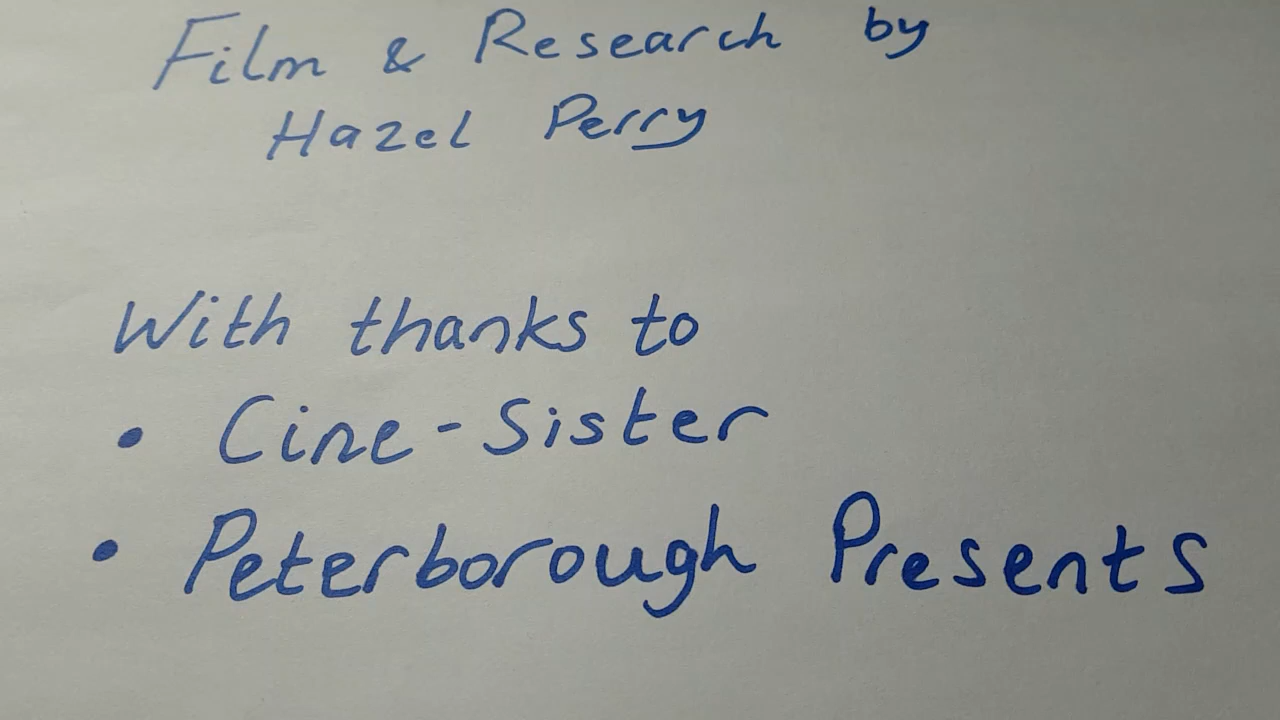 Film & Research by
Hazel Perry
With thanks to
• Cine-Sister
• Peterborough Presents